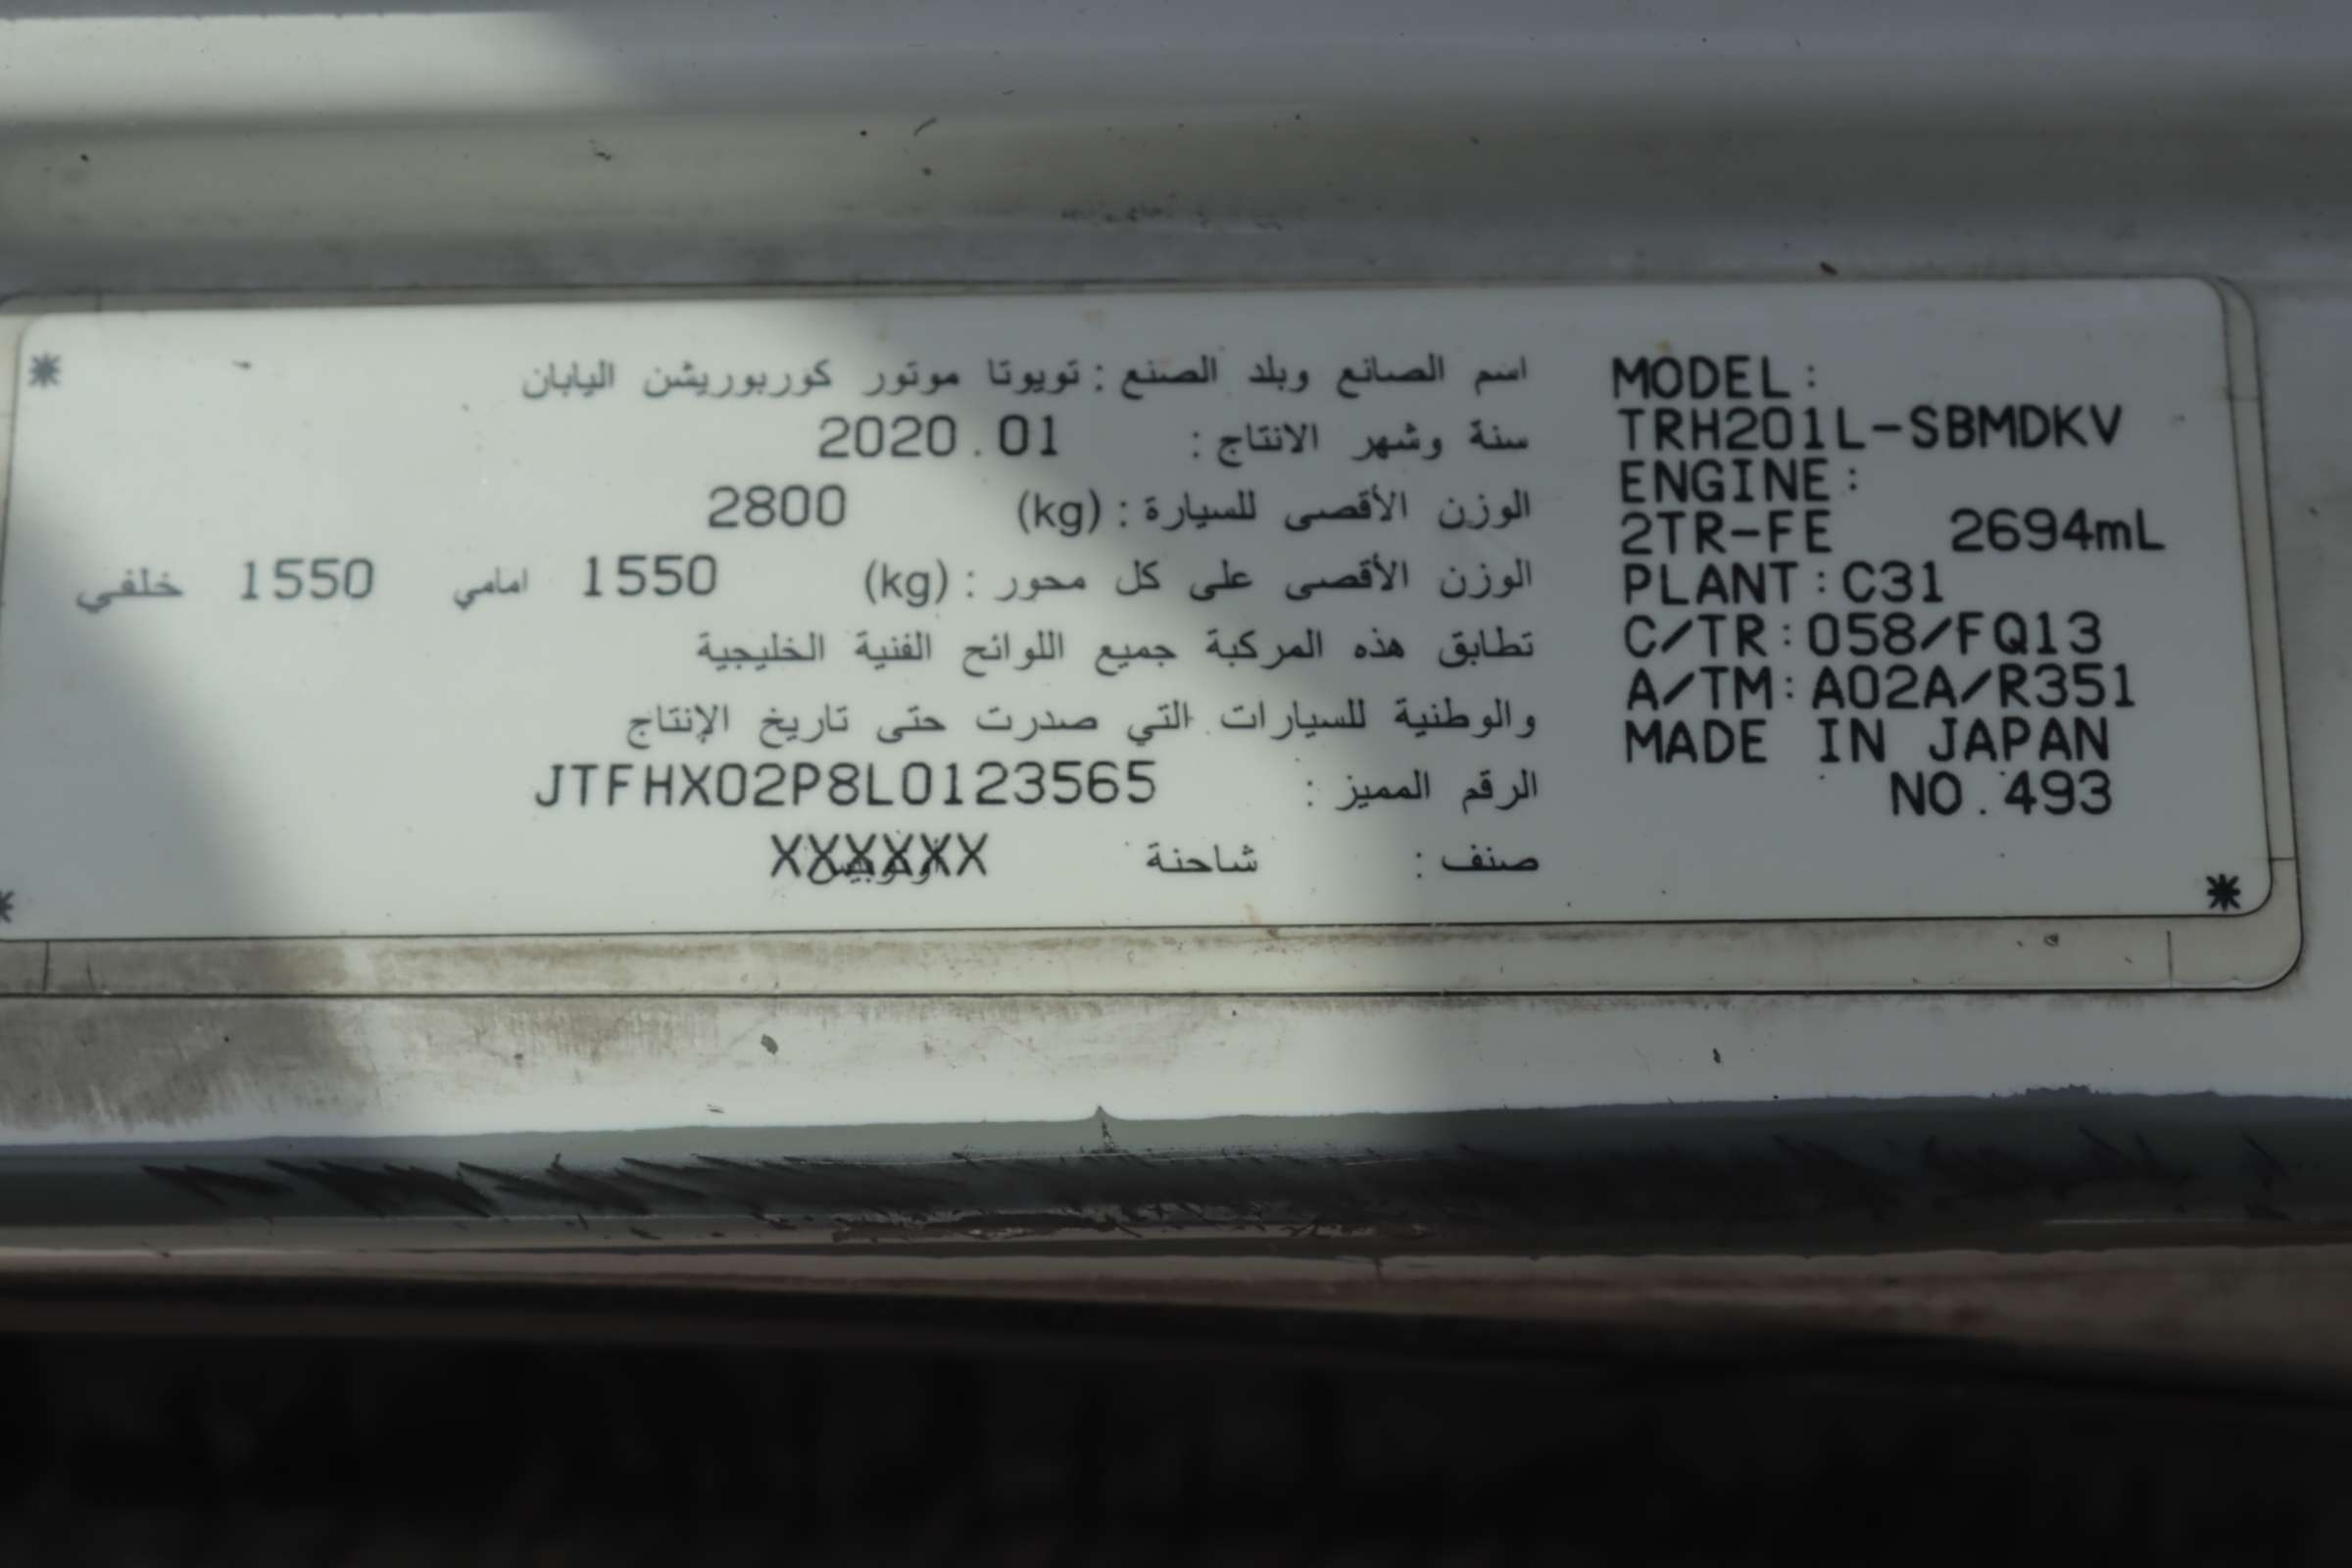 اسم الصانع وبلد الصنع : تويوتا موتور كوربوريشن اليابان
سنة وشهر الانتاج : 2020.01
الوزن الأقصى للسيارة : (kg) 2800
الوزن الأقصى على كل محور : (kg) 1550 امامي 1550 خلفي
تطابق هذه المركبة جميع اللوائح الفنية الخليجية
والوطنية للسيارات التي صدرت حتى تاريخ الإنتاج
الرقم المميز : JTFHX02P8L0123565
صنف : شاحنة XXXXXX
MODEL:
TRH201L-SBMDKV
ENGINE:
2TR-FE 2694mL
PLANT:C31
C/TR:058/FQ13
A/TM:A02A/R351
MADE IN JAPAN
NO.493